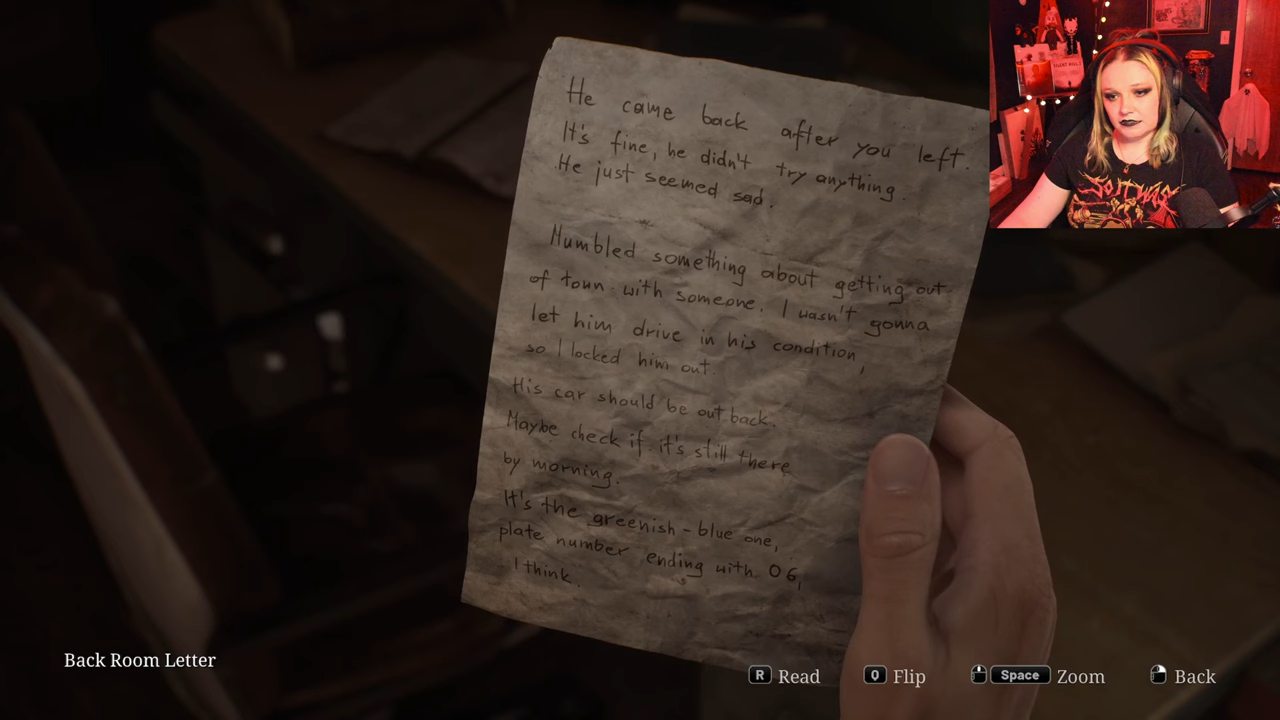 He came back after you left.
It's fine, he didn't try anything.
He just seemed sad.
Mumbled something about getting out
of town with someone. I wasn't gonna
let him drive in his condition,
so I locked him out.
His car should be out back.
Maybe check if it's still there
by morning.
It's the greenish-blue one,
plate number ending with 06,
I think.
Back Room Letter
R Read
Q Flip
Space Zoom
Back